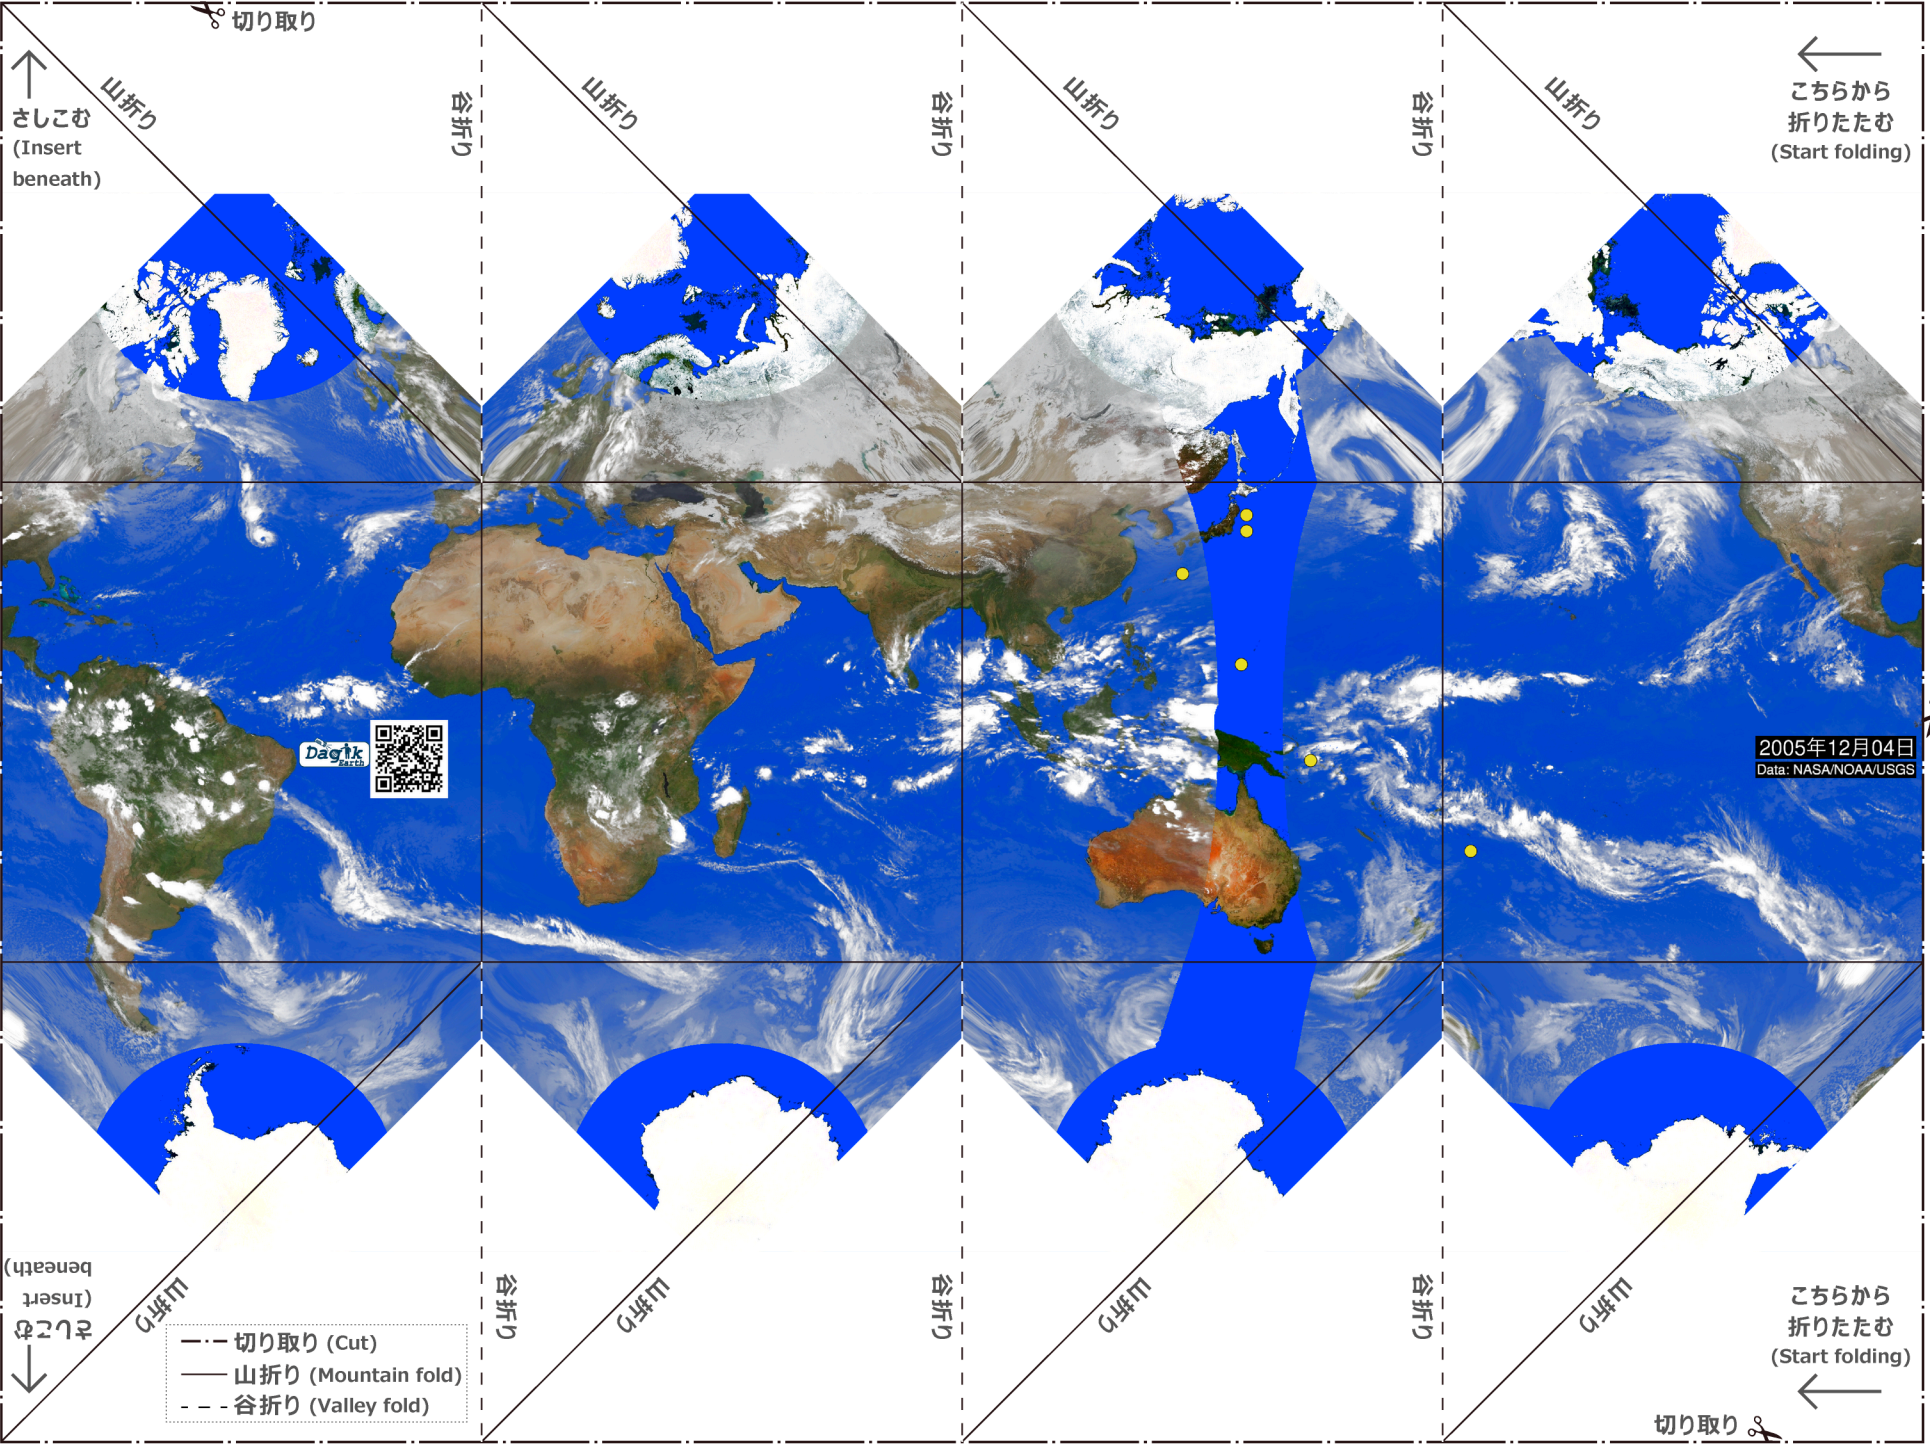 切り取り
山折り
谷折り
山折り
谷折り
山折り
谷折り
山折り
さしこむ
(Insert
beneath)
こちらから
折りたたむ
(Start folding)
Dagik
Earth
2005年12月04日
Data: NASA/NOAA/USGS
さしこむ
(Insert
beneath)
山折り
谷折り
山折り
谷折り
山折り
谷折り
山折り
切り取り (Cut)
山折り (Mountain fold)
谷折り (Valley fold)
こちらから
折りたたむ
(Start folding)
切り取り